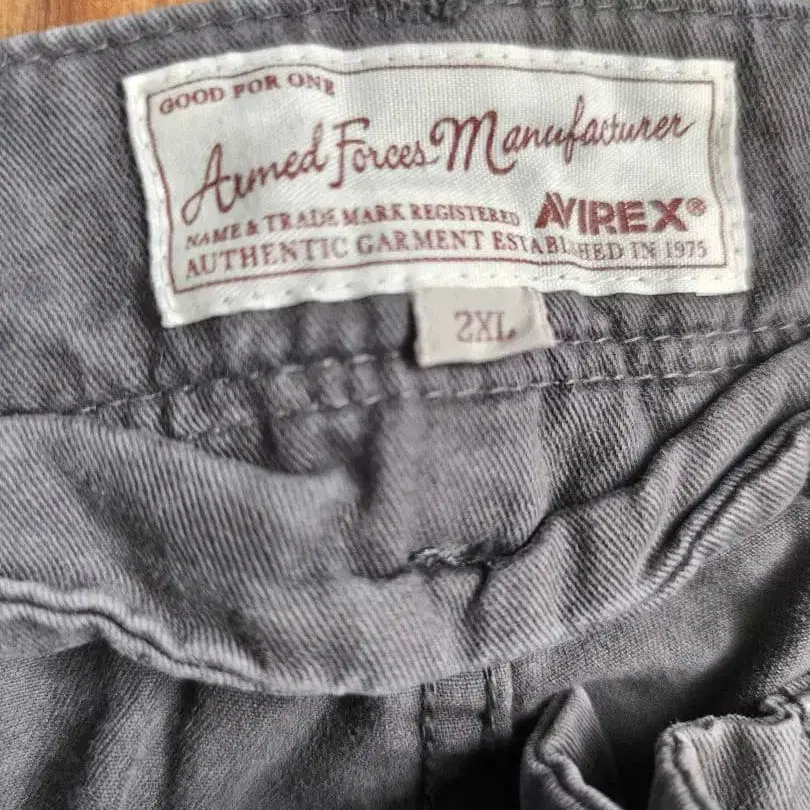 GOOD FOR ONE
Armed Forces Manufacturer
NAME & TRADE MARK REGISTERED AVIREX®
AUTHENTIC GARMENT ESTABLISHED IN 1975
2XL